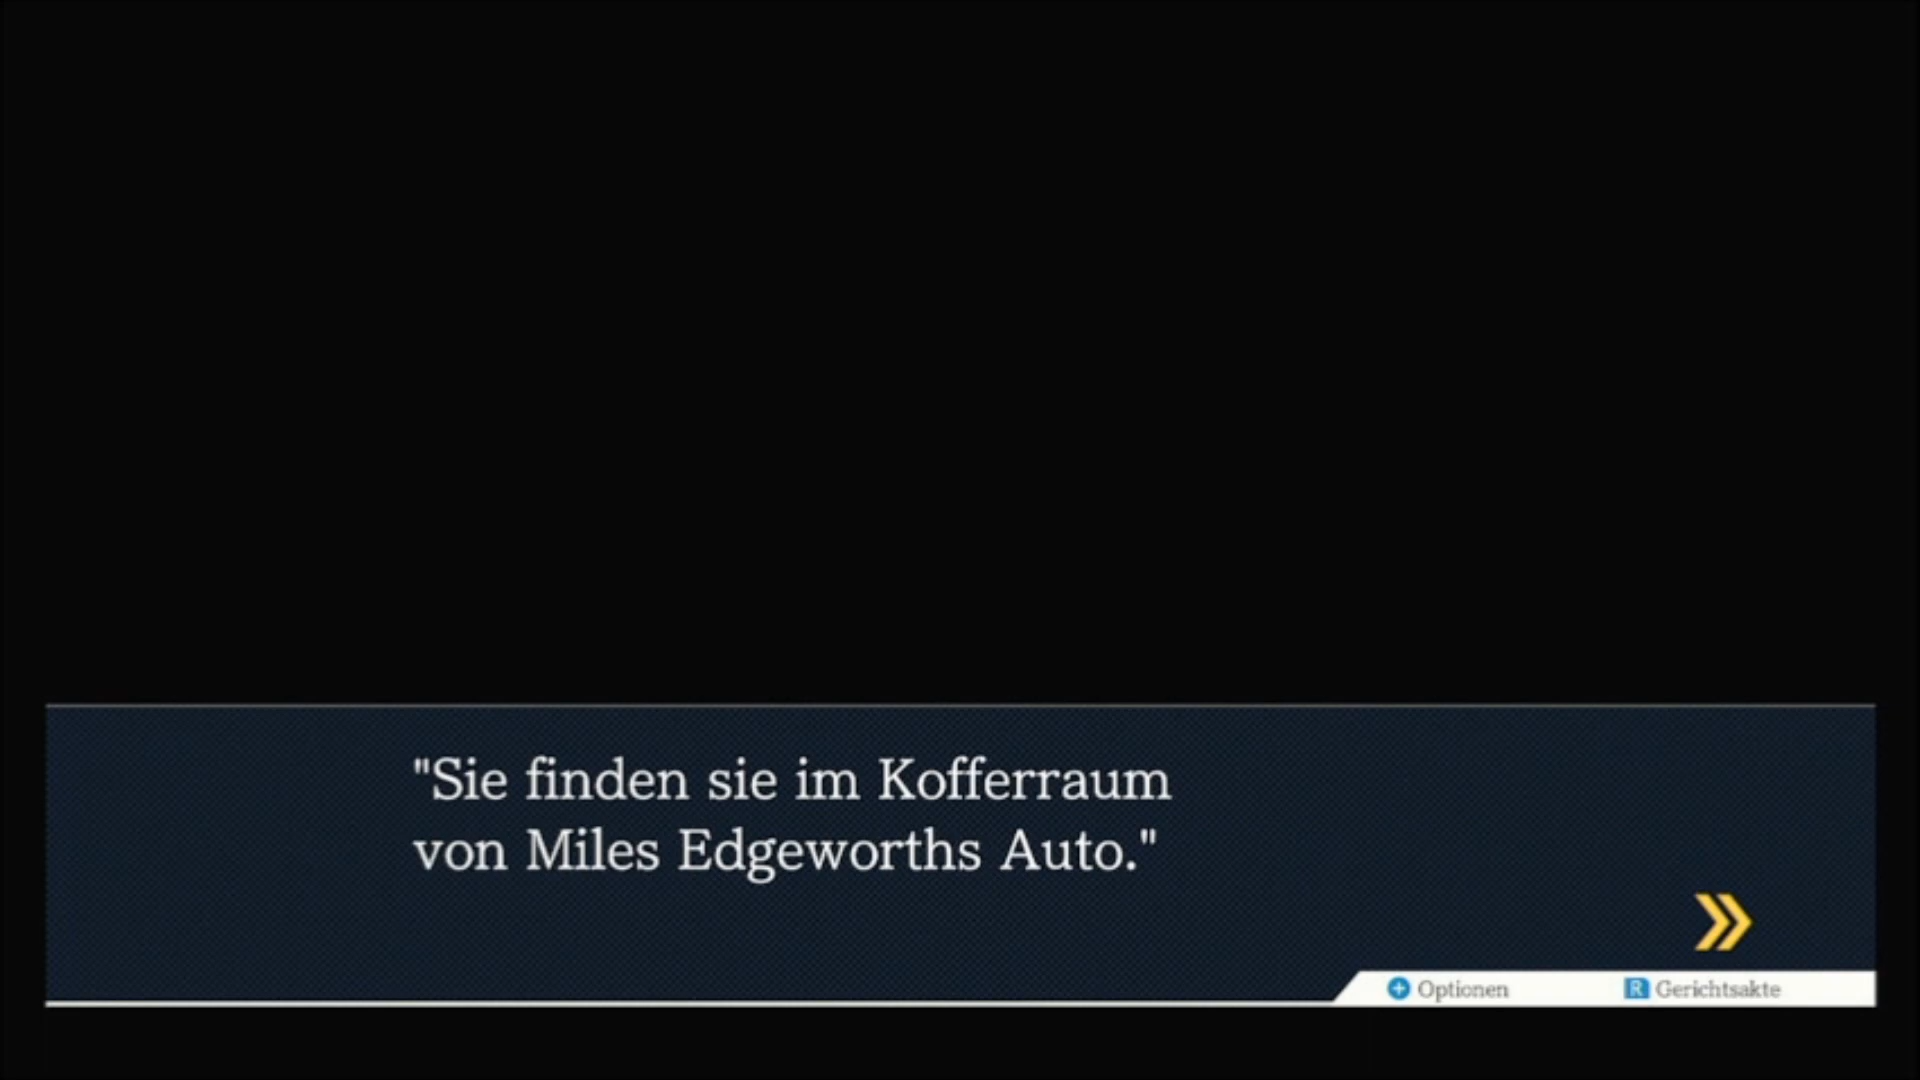 "Sie finden sie im Kofferraum
von Miles Edgeworths Auto."
+ Optionen
R Gerichtsakte